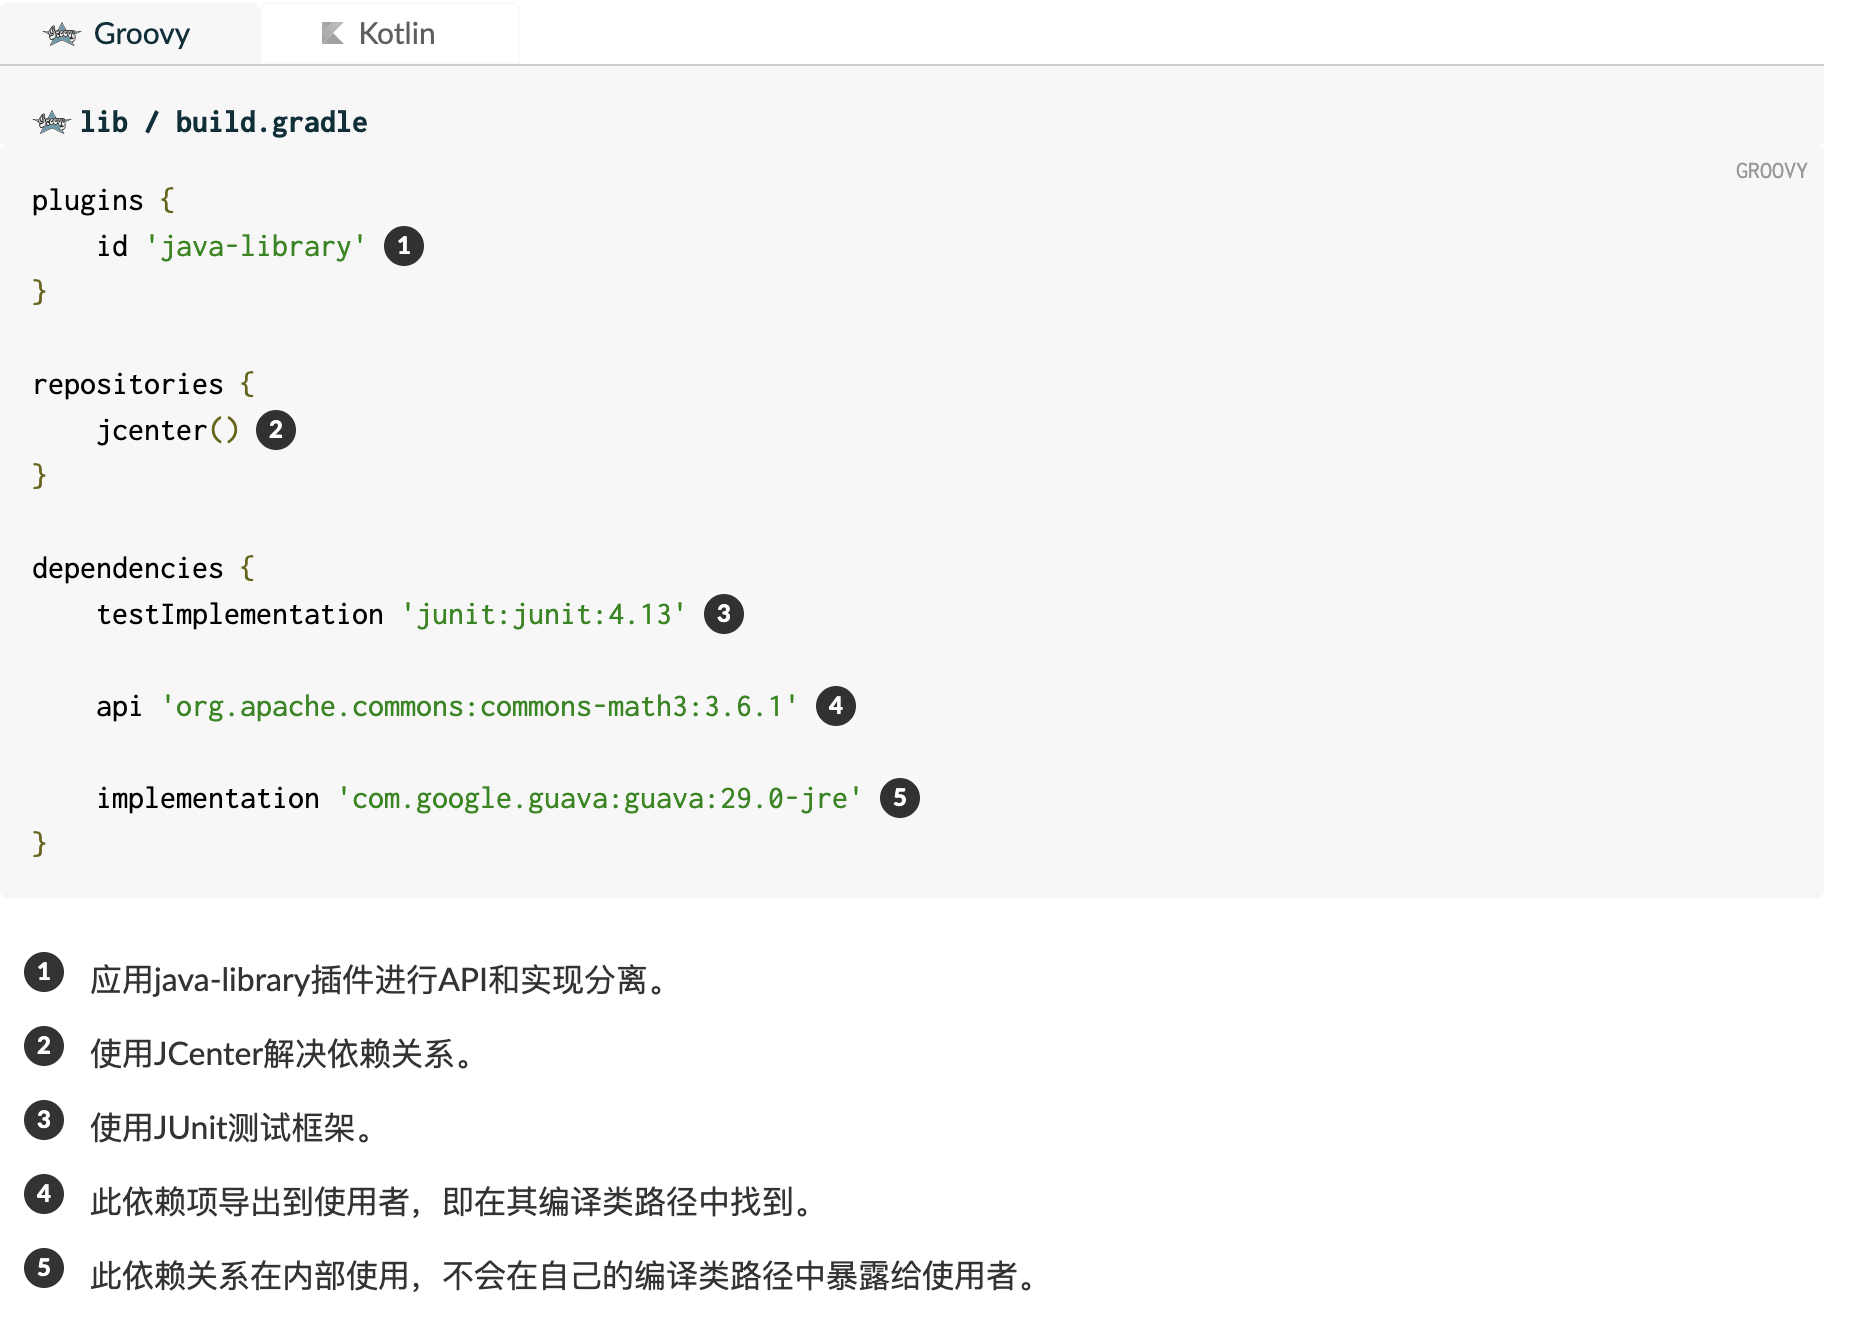 Groovy Kotlin
lib / build.gradle
GROOVY
plugins {
    id 'java-library' 1
}
repositories {
    jcenter() 2
}
dependencies {
    testImplementation 'junit:junit:4.13' 3
    api 'org.apache.commons:commons-math3:3.6.1' 4
    implementation 'com.google.guava:guava:29.0-jre' 5
}
1 应用java-library插件进行API和实现分离。
2 使用JCenter解决依赖关系。
3 使用JUnit测试框架。
4 此依赖项导出到使用者，即在其编译类路径中找到。
5 此依赖关系在内部使用，不会在自己的编译类路径中暴露给使用者。